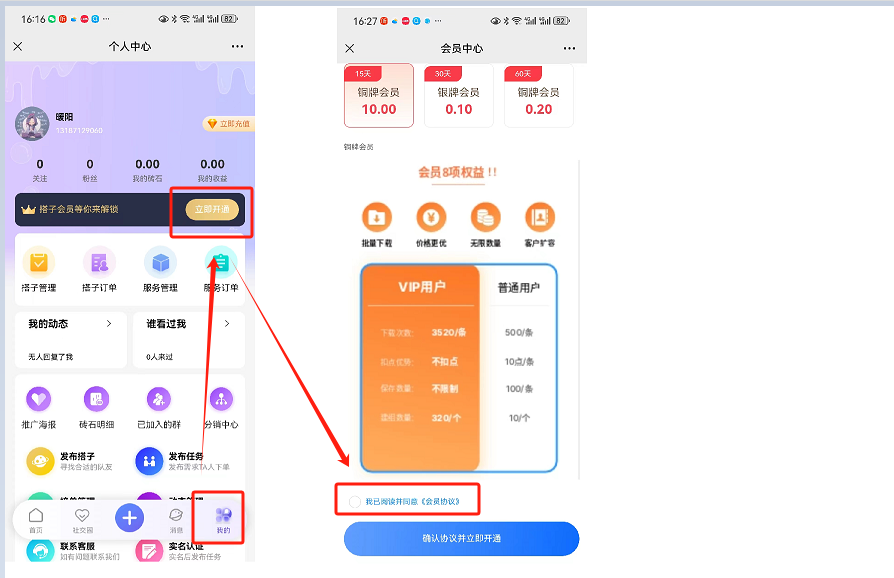 16:16
82
个人中心
暖阳
13187129060
立即充值
0
0
0.00
0.00
关注
粉丝
我的砖石
我的收益
搭子会员等你来解锁
立即开通
搭子管理
搭子订单
服务管理
服务订单
我的动态
谁看过我
无人回复了我
0人来过
推广海报
砖石明细
已加入的群
分销中心
发布搭子
寻找合适的队友
发布任务
发布需求TA人下单
首页
社交圈
消息
我的
联系客服
如有问题联系我们
实名认证
实名后发布任务
16:27
82
会员中心
15天
30天
60天
铜牌会员
银牌会员
铜牌会员
10.00
0.10
0.20
铜牌会员
会员8项权益 !!
批量下载
价格更优
无限数量
客户扩容
VIP用户
普通用户
下载次数:
3520/条
500/条
扣点优势:
不扣点
10点/条
保存数量:
不限制
100/条
320/个
10/个
我已阅读并同意《会员协议》
确认协议并立即开通